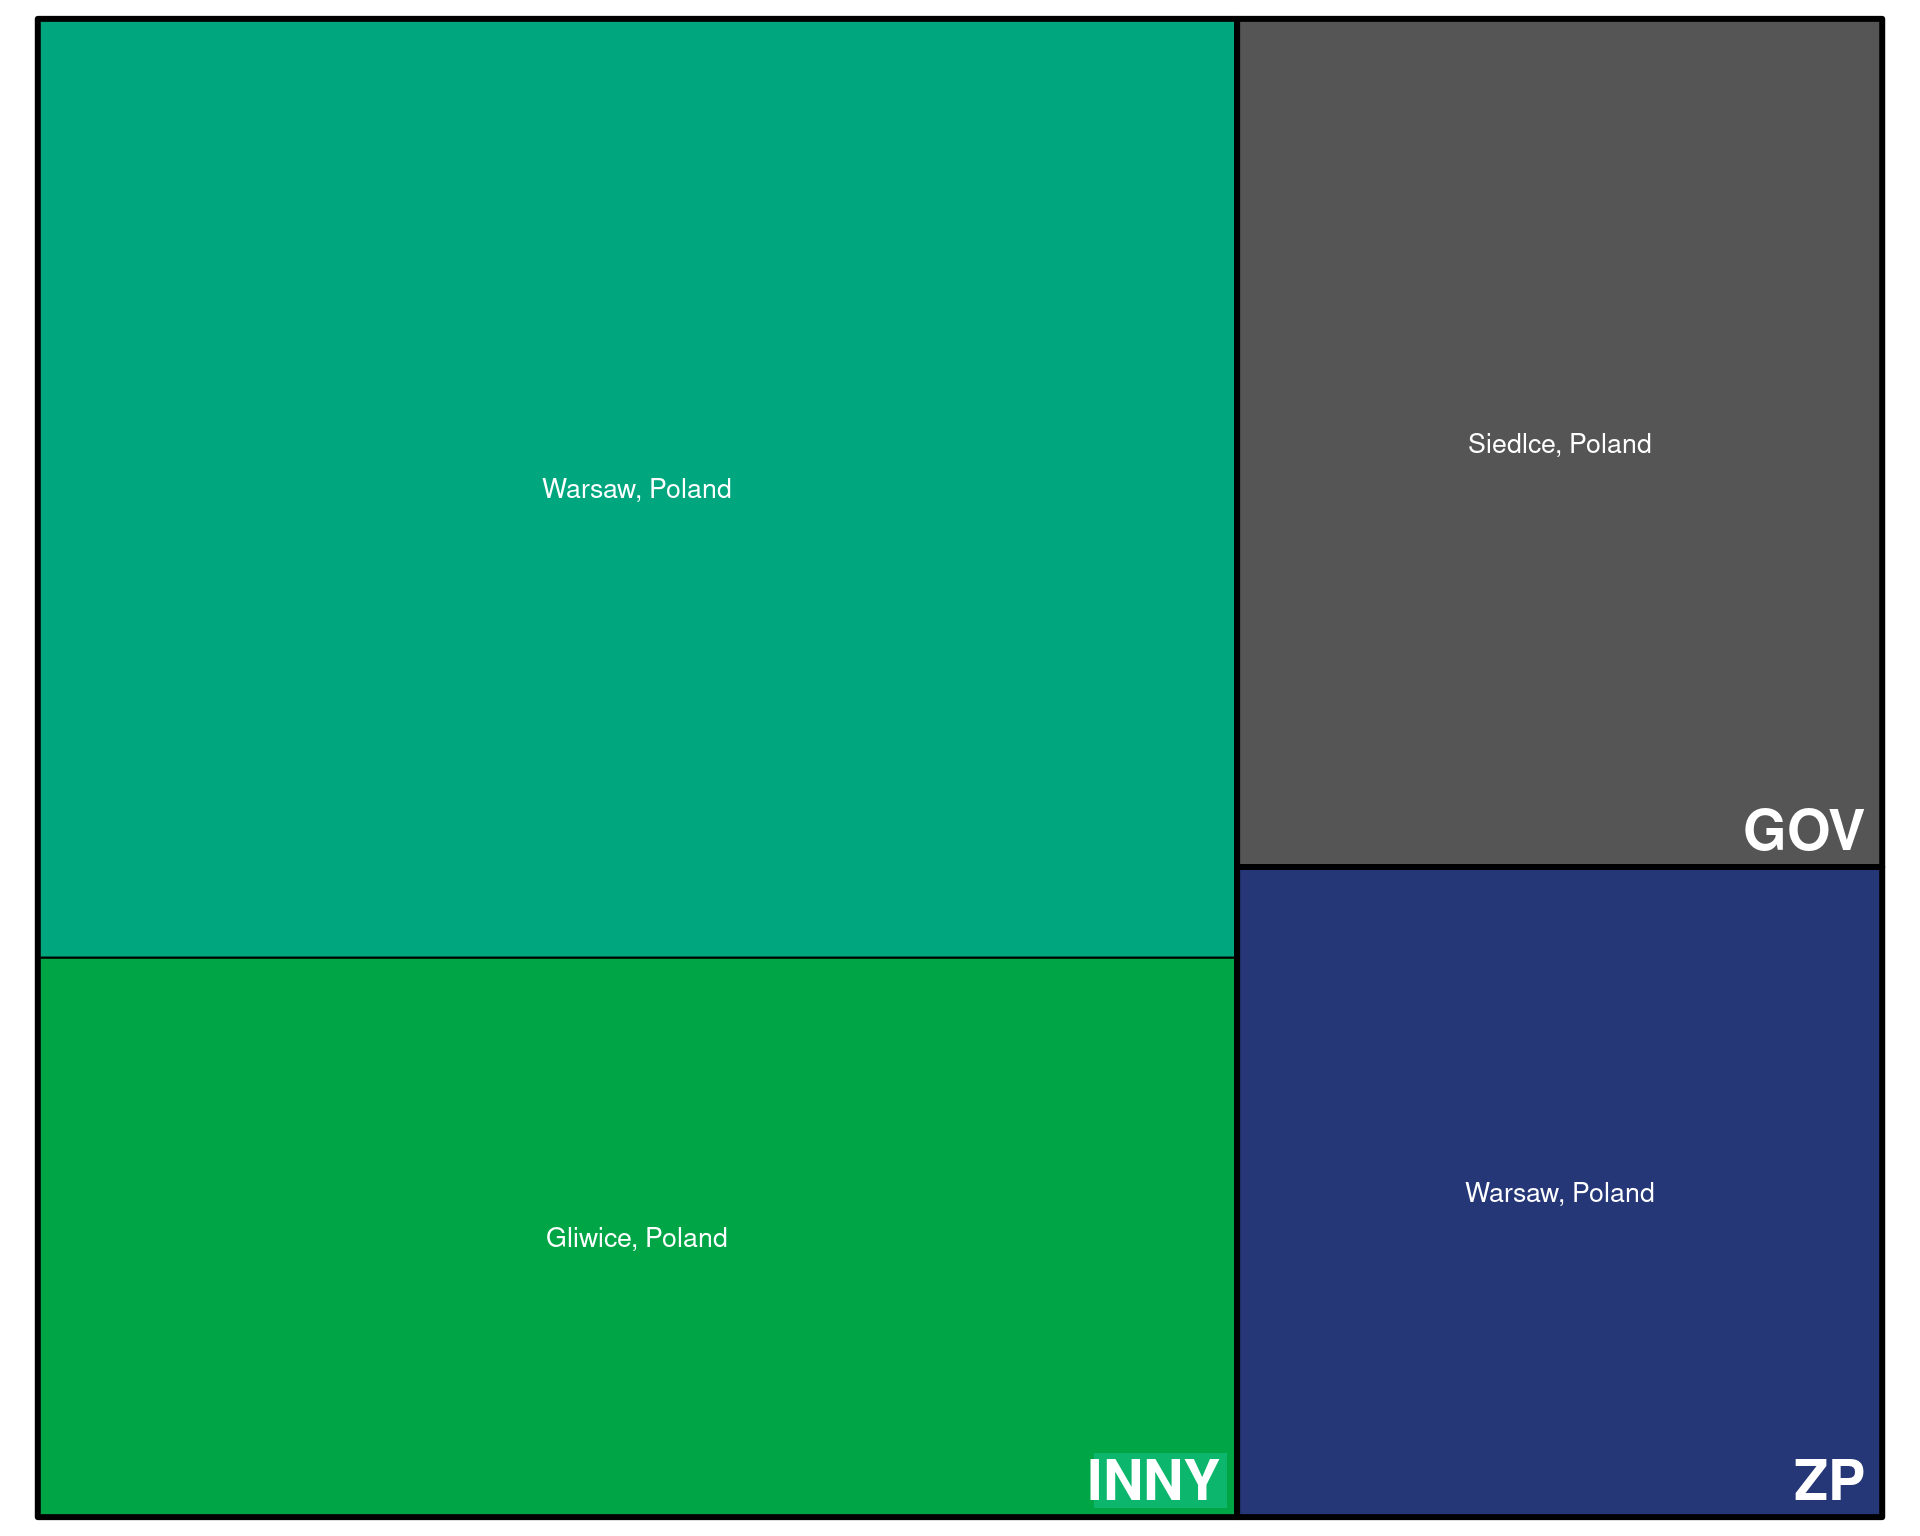 Warsaw, Poland
Gliwice, Poland
INNY
Siedlce, Poland
GOV
Warsaw, Poland
ZP